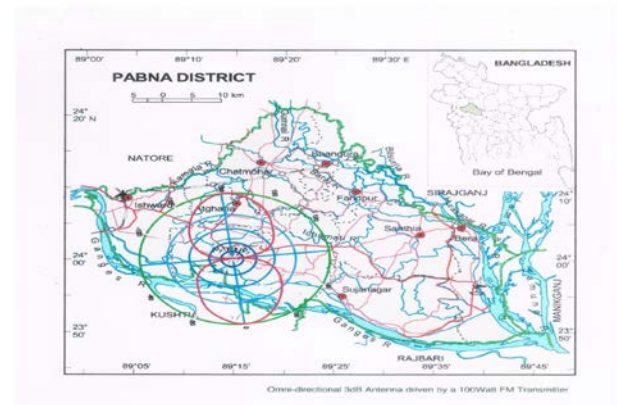 89°00' 89°10' 89°20' 89°30' E
BANGLADESH
PABNA DISTRICT
5 0 5 10 km
24°
20' N
Bay of Bengal
NATORE
Chatmohar
Bhangura
Faridpur
SIRAJGANJ
24°
10'
Ishwardi
Atgharia
Santhia
Bera
24°
00'
24°
00'
Ichamati R
Ganges R
Sujanagar
KUSHTIA
MANIKGANJ
23°
50'
23°
50'
Ganges R
RAJBARI
89°05' 89°15' 89°25' 89°35' 89°45'
Omni-directional 3dB Antenna driven by a 100Watt FM Transmitter